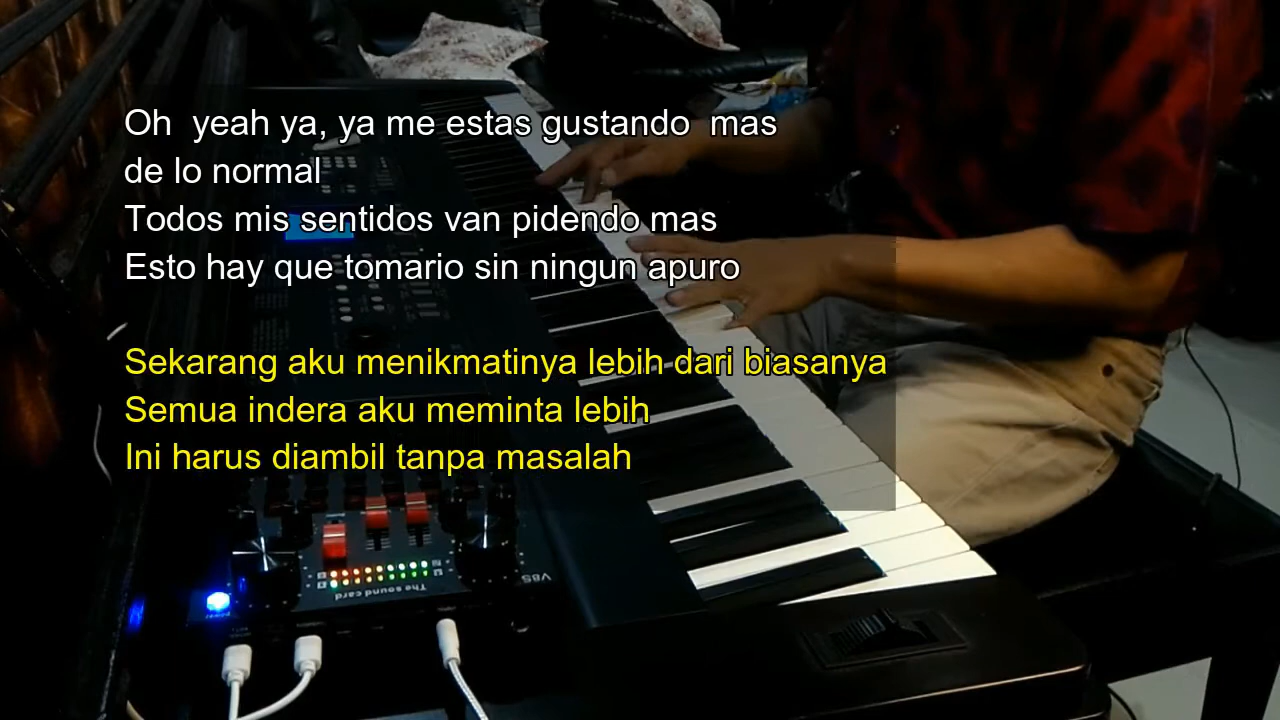 Oh yeah ya, ya me estas gustando mas
de lo normal
Todos mis sentidos van pidendo mas
Esto hay que tomario sin ningun apuro
Sekarang aku menikmatinya lebih dari biasanya
Semua indera aku meminta lebih
Ini harus diambil tanpa masalah
The sound card
V8S